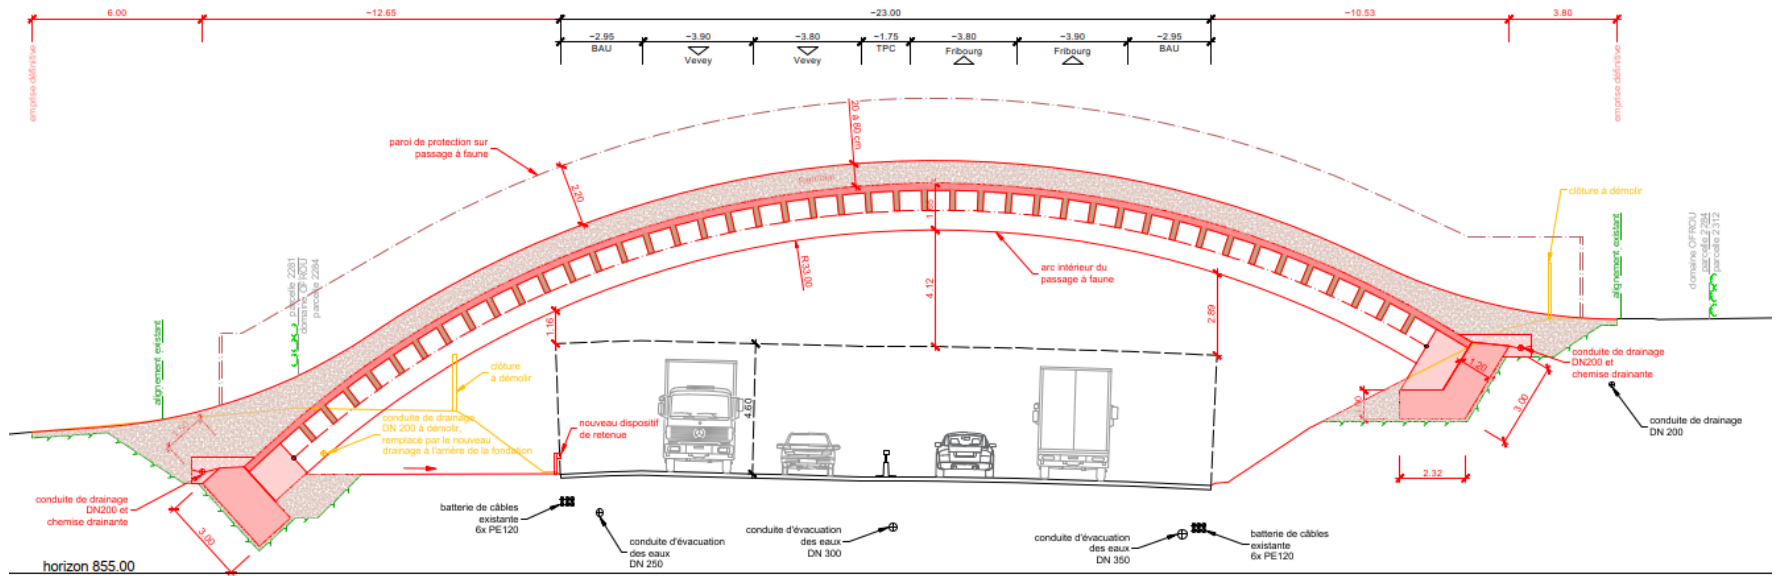 6.00
~12.65
~23.00
~10.53
3.80
~2.95
~3.90
~3.80
~1.75
~3.80
~3.90
~2.95
BAU
Vevey
Vevey
TPC
Fribourg
Fribourg
BAU
emprise définitive
emprise définitive
20 à 80 cm
paroi de protection sur
passage à faune
2.20
clôture à démolir
R33.00
4.12
arc intérieur du
passage à faune
2.89
1.16
parcelle 2281
domaine OFROU
parcelle 2284
alignement existant
alignement existant
domaine OFROU
parcelle 2284
parcelle 2312
clôture
à démolir
4.60
conduite de drainage
DN 200 à démolir,
remplacé par le nouveau
drainage à l'arrière de la fondation
nouveau dispositif
de retenue
1.20
3.00
conduite de drainage
DN200 et
chemise drainante
conduite de drainage
DN 200
2.32
conduite de drainage
DN200 et
chemise drainante
3.00
batterie de câbles
existante
6x PE120
conduite d'évacuation
des eaux
DN 250
conduite d'évacuation
des eaux
DN 300
conduite d'évacuation
des eaux
DN 350
batterie de câbles
existante
6x PE120
horizon 855.00